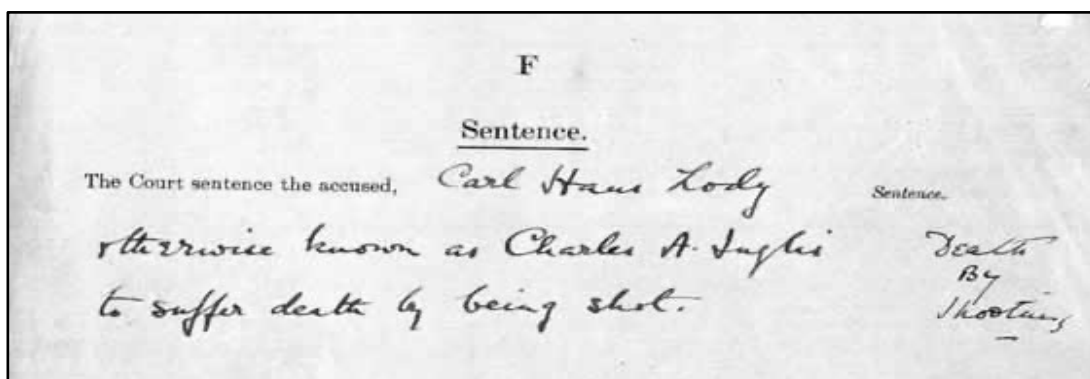 F
Sentence.
The Court sentence the accused, Carl Hans Lody Sentence.
otherwise known as Charles A. Inglis Death
By
to suffer death by being shot. Shooting